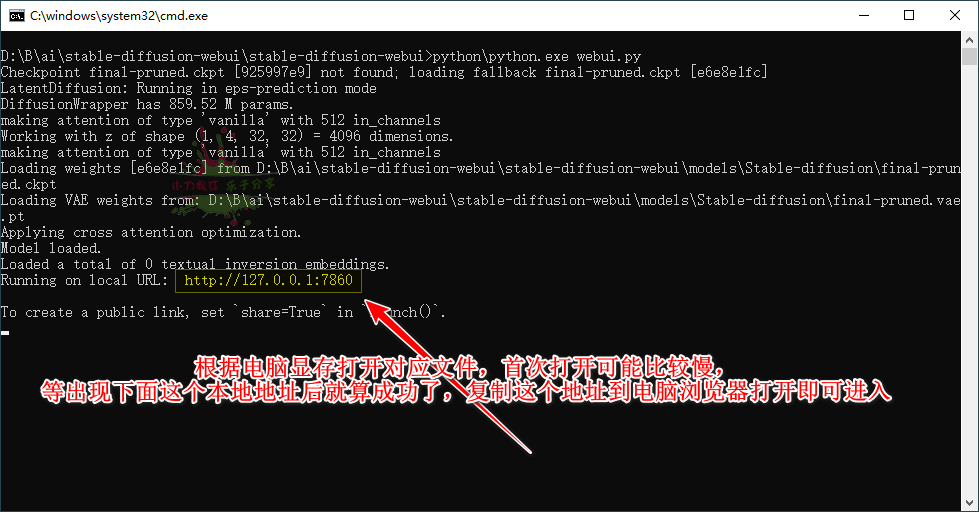 C:\windows\system32\cmd.exe
D:\B\ai\stable-diffusion-webui\stable-diffusion-webui>python\python.exe webui.py
Checkpoint final-pruned.ckpt [925997e9] not found; loading fallback final-pruned.ckpt [e6e8e1fc]
LatentDiffusion: Running in eps-prediction mode
DiffusionWrapper has 859.52 M params.
making attention of type 'vanilla' with 512 in_channels
Working with z of shape (1, 4, 32, 32) = 4096 dimensions.
making attention of type 'vanilla' with 512 in_channels
Loading weights [e6e8e1fc] from D:\B\ai\stable-diffusion-webui\stable-diffusion-webui\models\Stable-diffusion\final-prun
ed.ckpt
Loading VAE weights from: D:\B\ai\stable-diffusion-webui\stable-diffusion-webui\models\Stable-diffusion\final-pruned.vae
.pt
Applying cross attention optimization.
Model loaded.
Loaded a total of 0 textual inversion embeddings.
Running on local URL: http://127.0.0.1:7860
To create a public link, set `share=True` in `nch()`.
根据电脑显存打开对应文件，首次打开可能比较慢，
等出现下面这个本地地址后就算成功了，复制这个地址到电脑浏览器打开即可进入